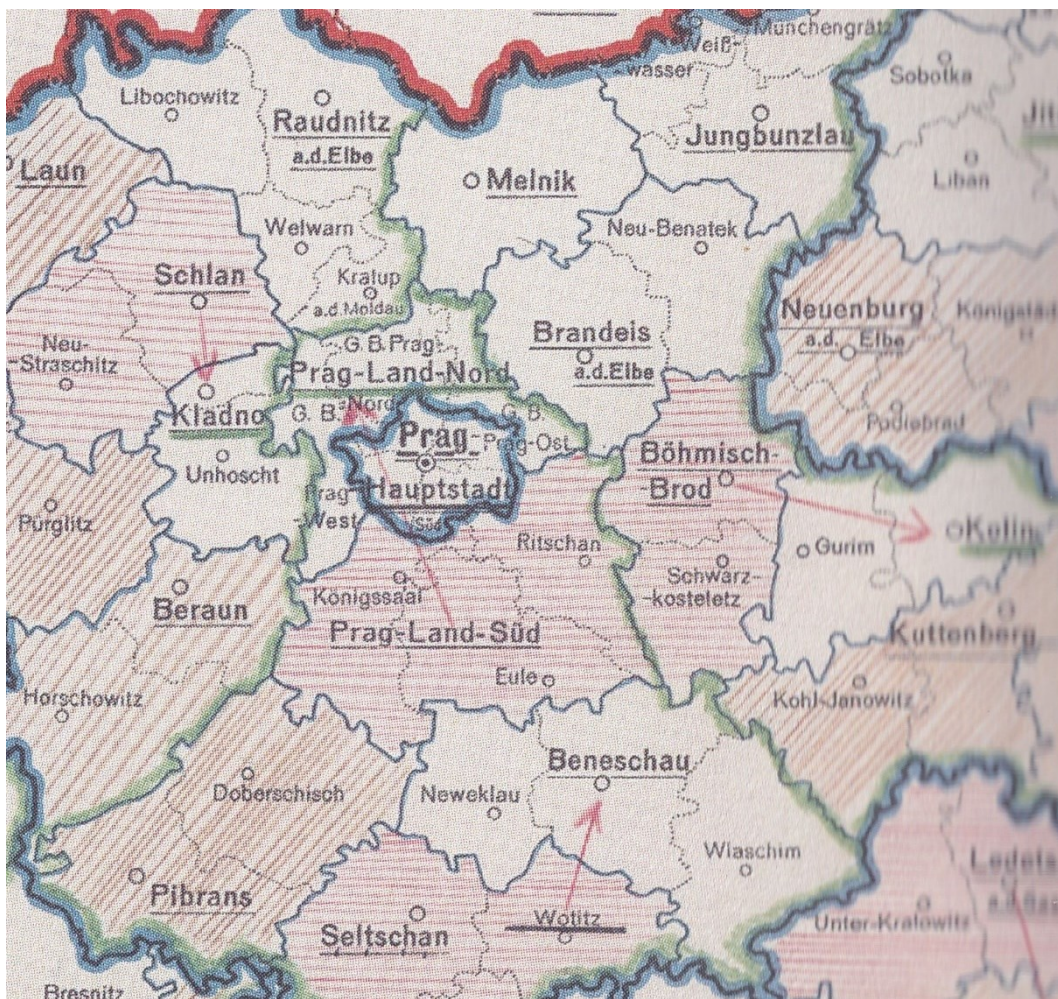 Münchengrätz
Weiß-
-wasser
Sobotka
Libochowitz
Raudnitz
a.d.Elbe
Jungbunzlau
Laun
Melnik
Liban
Welwarn
Neu-Benatek
Schlan
Kralup
a.d.Moldau
Neuenburg
a.d. Elbe
Brandeis
a.d.Elbe
Neu-
-Straschitz
G.B.Prag-
-Nord
Prag-Land-Nord
Kladno
G. B.
Prag-
-West
G. B.
Prag-Ost
Podiebrad
Prag-
Hauptstadt
Unhoscht
Böhmisch-
-Brod
Pürglitz
Kolin
Gurim
Ritschan
Schwarz-
-kosteletz
Königssaal
Beraun
Prag-Land-Süd
Kuttenberg
Eule
Kohl-Janowitz
Horschowitz
Beneschau
Doberschisch
Neweklau
Wlaschim
Pibrans
Wotitz
Seltschan
Unter-Kralowitz
Bresnitz